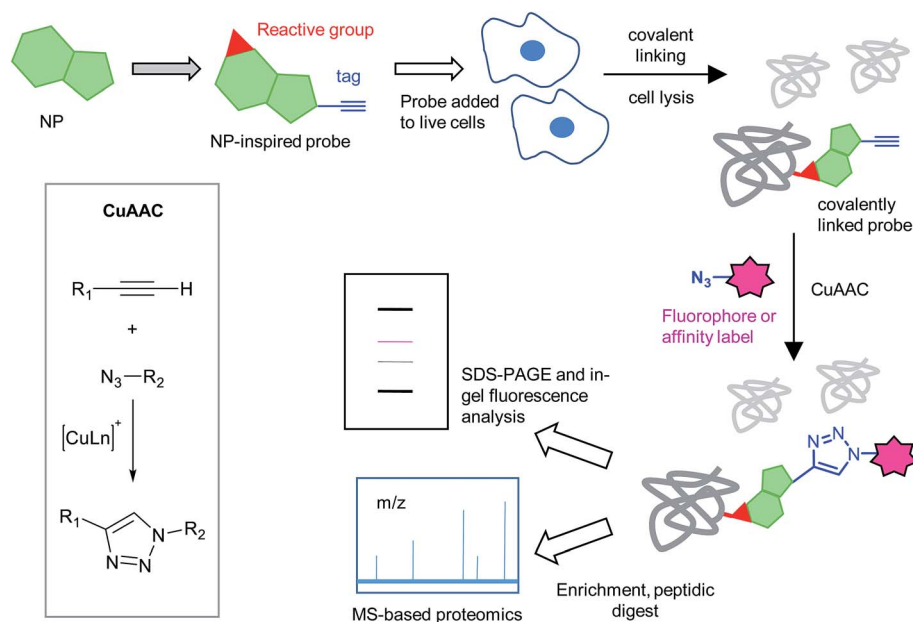 Reactive group
tag
NP
NP-inspired probe
Probe added
to live cells
covalent
linking
cell lysis
covalently
linked probe
N3
CuAAC
Fluorophore or
affinity label
CuAAC
R1
H
+
N3
R2
[CuLn]+
R1
N
R2
N
N
SDS-PAGE and in-
gel fluorescence
analysis
N
N
N
m/z
MS-based proteomics
Enrichment, peptidic
digest